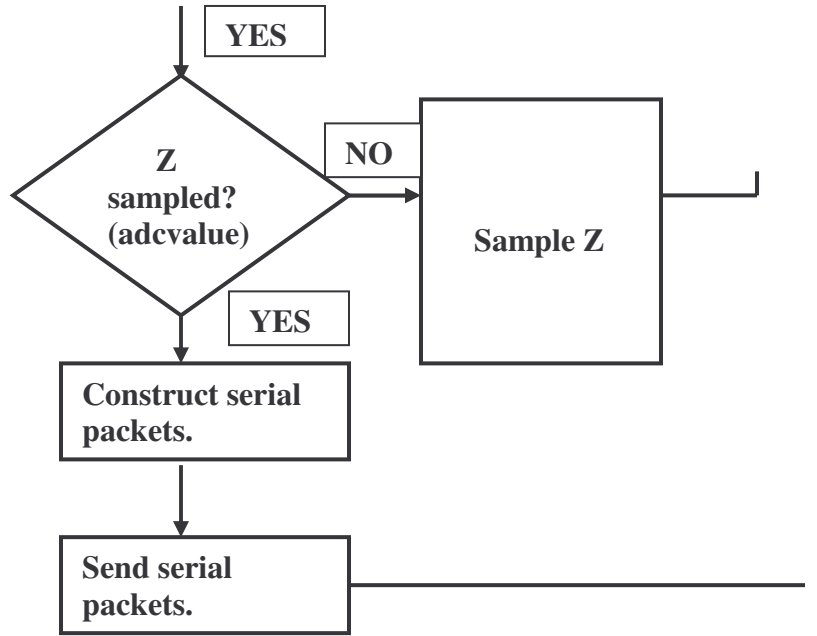 YES
Z
sampled?
(adcvalue)
NO
Sample Z
YES
Construct serial
packets.
Send serial
packets.